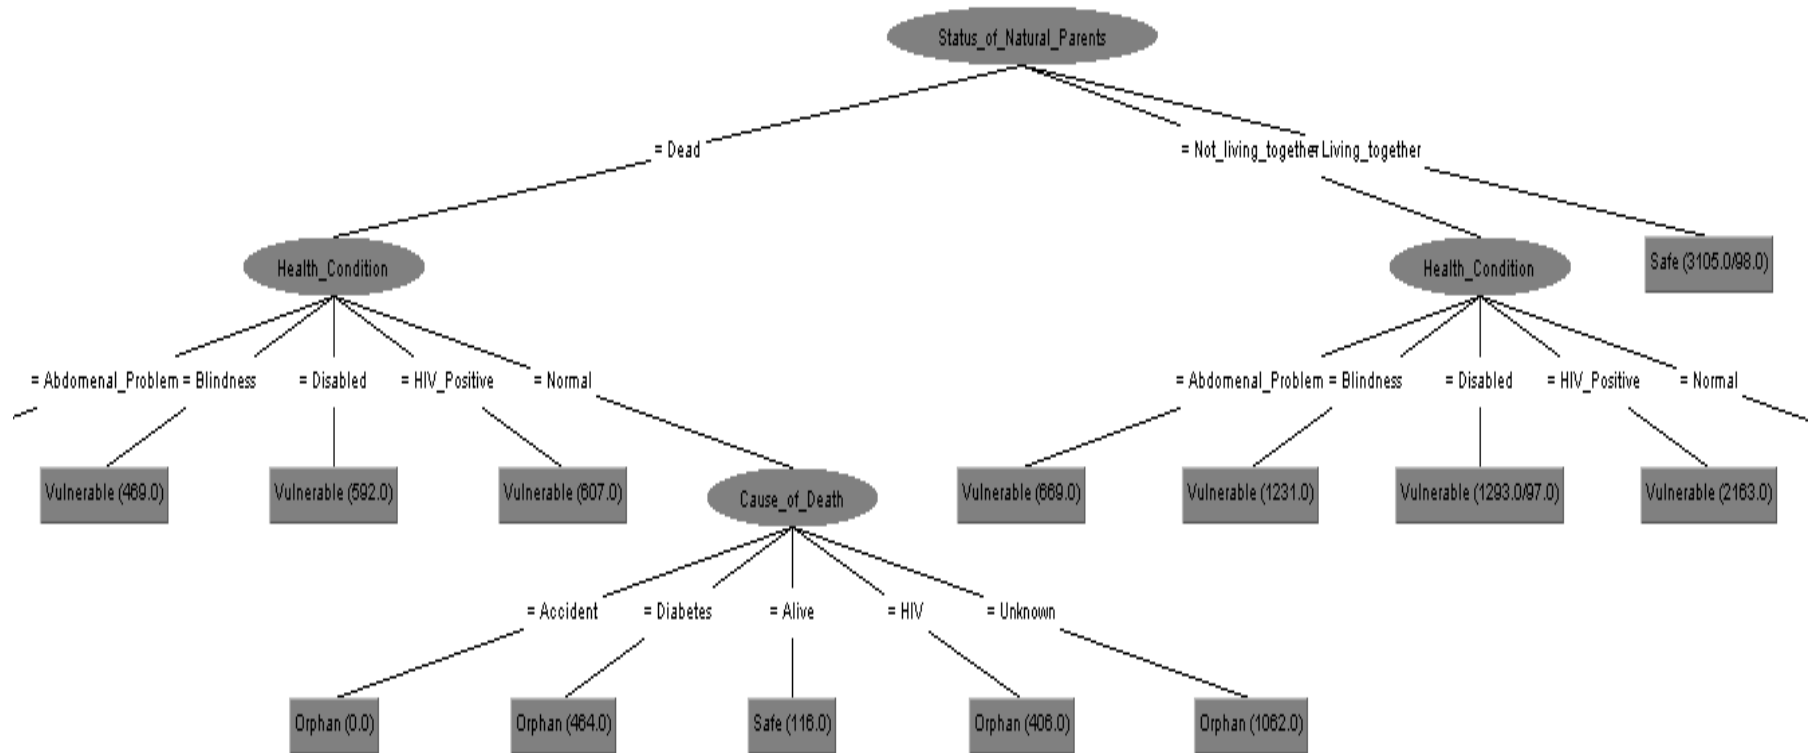 Status_of_Natural_Parents
= Dead
= Not_living_together
= Living_together
Health_Condition
Health_Condition
Safe (3105.0/98.0)
= Abdomenal_Problem
= Blindness
= Disabled
= HIV_Positive
= Normal
= Abdomenal_Problem
= Blindness
= Disabled
= HIV_Positive
= Normal
Vulnerable (469.0)
Vulnerable (592.0)
Vulnerable (607.0)
Cause_of_Death
Vulnerable (669.0)
Vulnerable (1231.0)
Vulnerable (1293.0/97.0)
Vulnerable (2163.0)
= Accident
= Diabetes
= Alive
= HIV
= Unknown
Orphan (0.0)
Orphan (464.0)
Safe (116.0)
Orphan (406.0)
Orphan (1062.0)